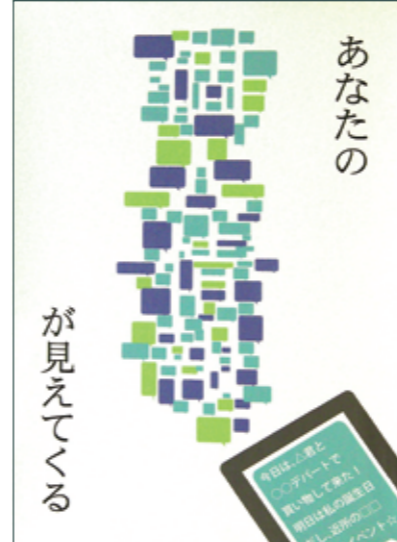 あなたの
が見えてくる
今日は、△君と
○○デパートで
買い物して来た！
明日は私の誕生日
だし、近所の□□
イベント☆